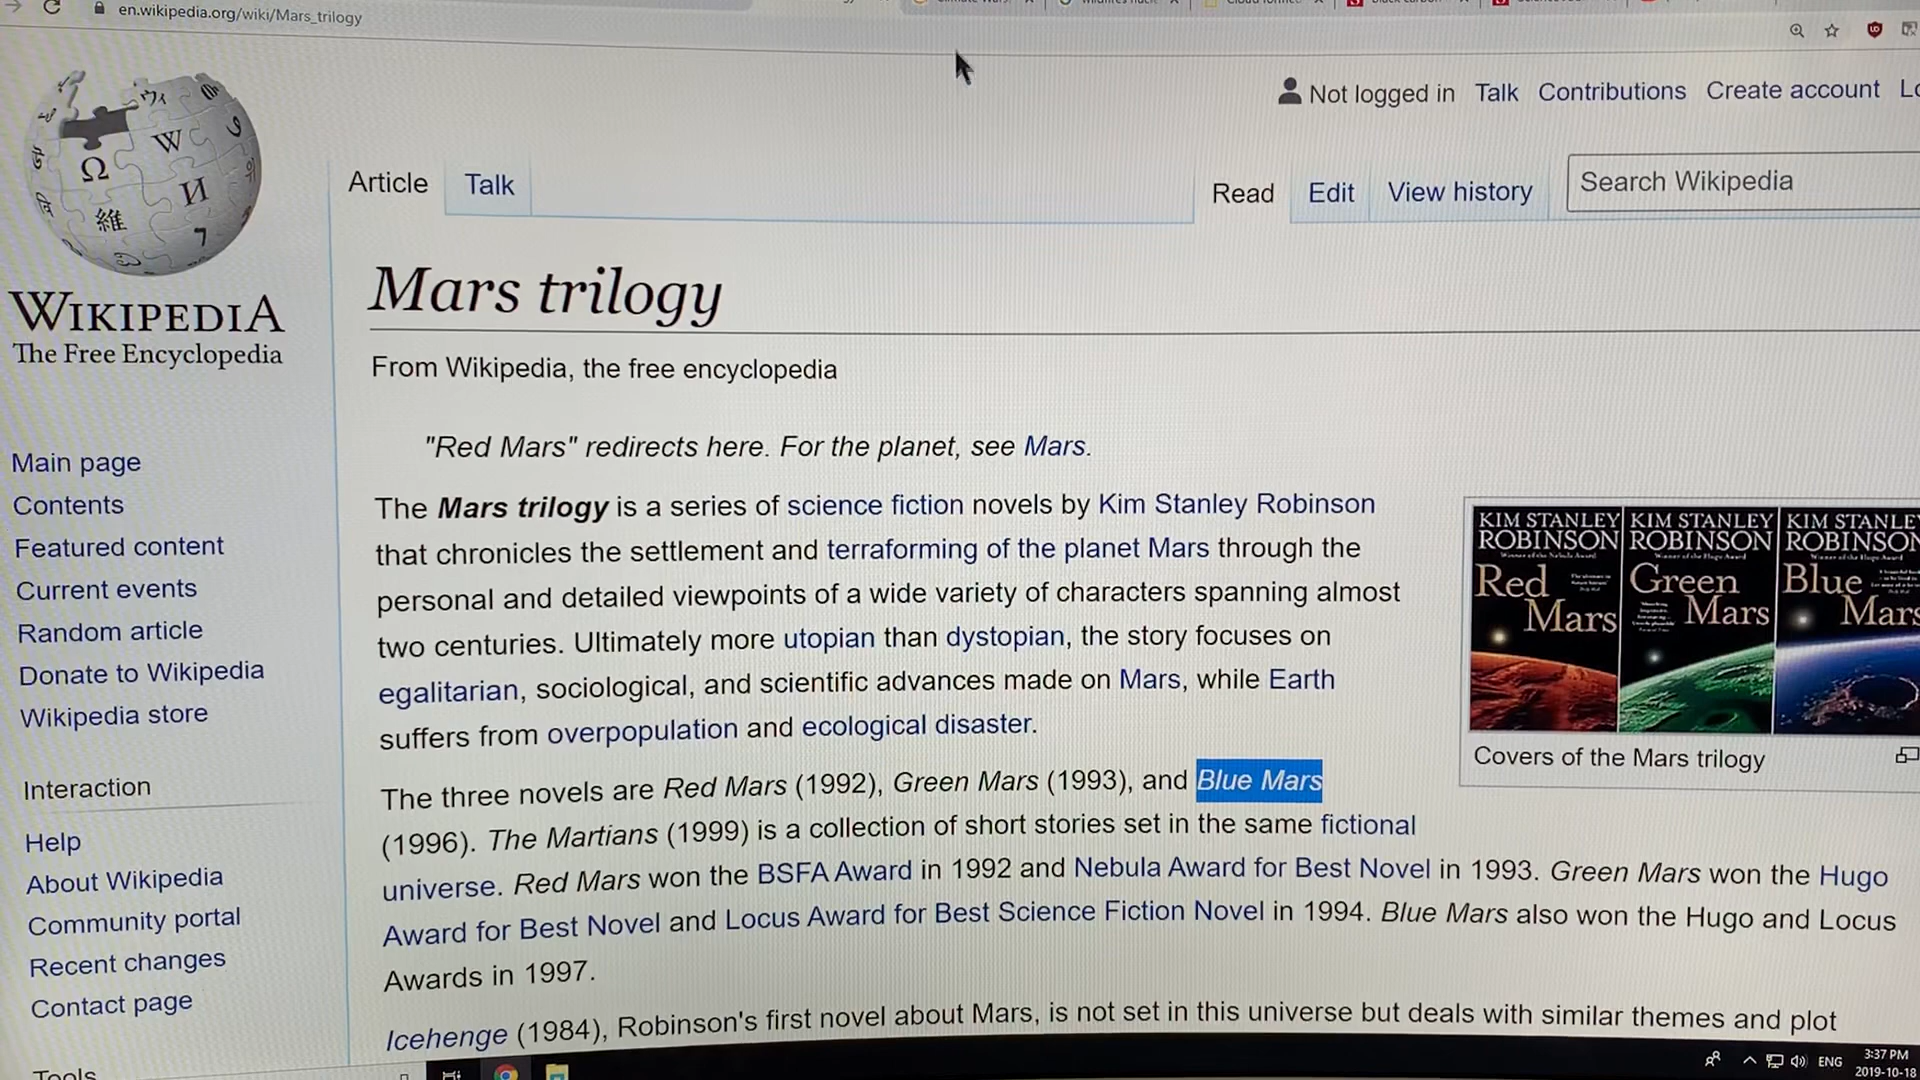 en.wikipedia.org/wiki/Mars_trilogy
Not logged in Talk Contributions Create account
Article Talk
Read Edit View history
Search Wikipedia
WIKIPEDIA
The Free Encyclopedia
Main page
Contents
Featured content
Current events
Random article
Donate to Wikipedia
Wikipedia store
Interaction
Help
About Wikipedia
Community portal
Recent changes
Contact page
Tools
Mars trilogy
From Wikipedia, the free encyclopedia
"Red Mars" redirects here. For the planet, see Mars.
The Mars trilogy is a series of science fiction novels by Kim Stanley Robinson
that chronicles the settlement and terraforming of the planet Mars through the
personal and detailed viewpoints of a wide variety of characters spanning almost
two centuries. Ultimately more utopian than dystopian, the story focuses on
egalitarian, sociological, and scientific advances made on Mars, while Earth
suffers from overpopulation and ecological disaster.
KIM STANLEY
ROBINSON
Red
Mars
KIM STANLEY
ROBINSON
Green
Mars
KIM STANLEY
ROBINSON
Blue
Mars
Covers of the Mars trilogy
The three novels are Red Mars (1992), Green Mars (1993), and Blue Mars
(1996). The Martians (1999) is a collection of short stories set in the same fictional
universe. Red Mars won the BSFA Award in 1992 and Nebula Award for Best Novel in 1993. Green Mars won the Hugo
Award for Best Novel and Locus Award for Best Science Fiction Novel in 1994. Blue Mars also won the Hugo and Locus
Awards in 1997.
Icehenge (1984), Robinson's first novel about Mars, is not set in this universe but deals with similar themes and plot
ENG
3:37 PM
2019-10-18